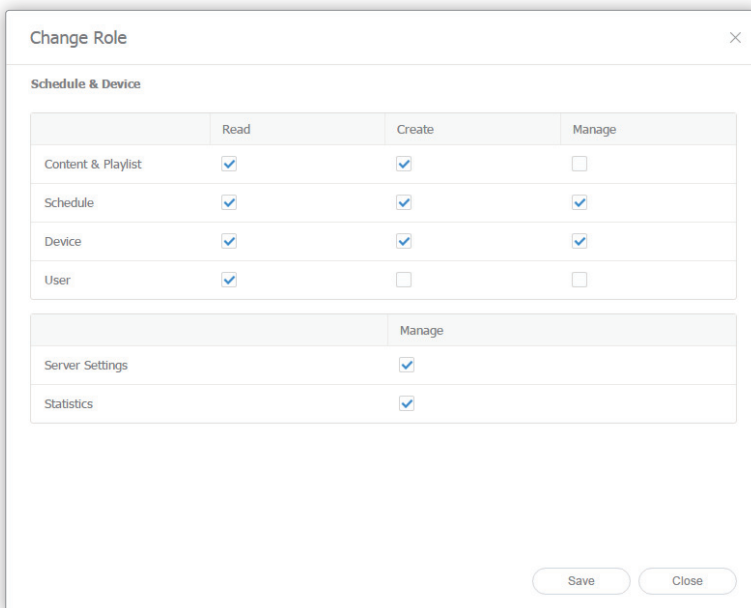 Change Role
Schedule & Device
Read Create Manage
Content & Playlist
Schedule
Device
User
Manage
Server Settings
Statistics
Save Close